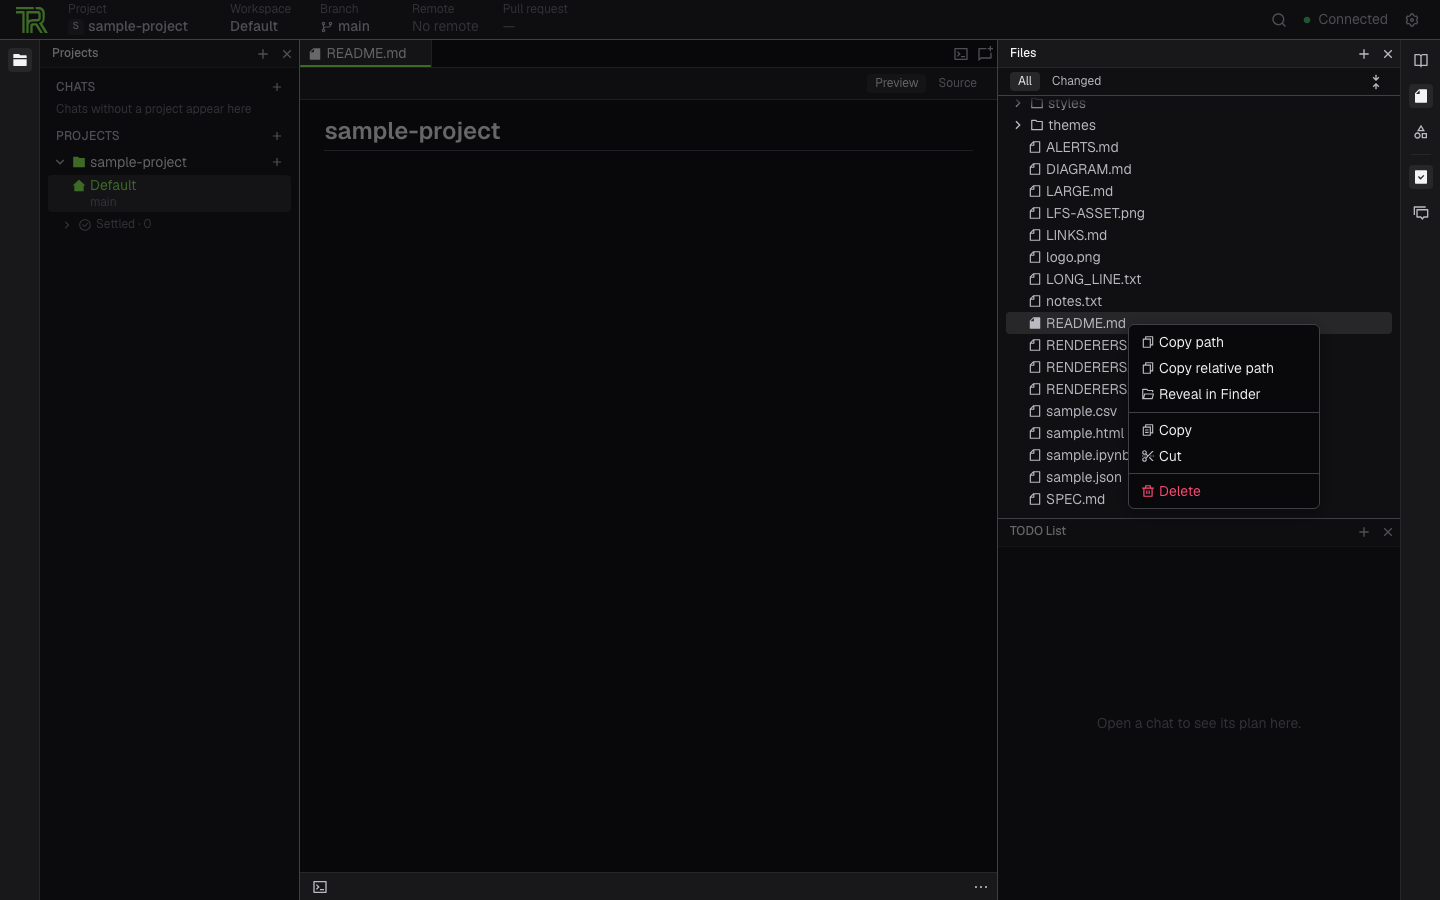 TR
Project
S sample-project
Workspace
Default
Branch
main
Remote
No remote
Pull request
—
Connected
Projects
CHATS
Chats without a project appear here
PROJECTS
sample-project
Default
main
Settled · 0
README.md
Preview
Source
sample-project
Files
All
Changed
styles
themes
ALERTS.md
DIAGRAM.md
LARGE.md
LFS-ASSET.png
LINKS.md
logo.png
LONG_LINE.txt
notes.txt
README.md
RENDERERS
RENDERERS
RENDERERS
sample.csv
sample.html
sample.ipynb
sample.json
SPEC.md
Copy path
Copy relative path
Reveal in Finder
Copy
Cut
Delete
TODO List
Open a chat to see its plan here.